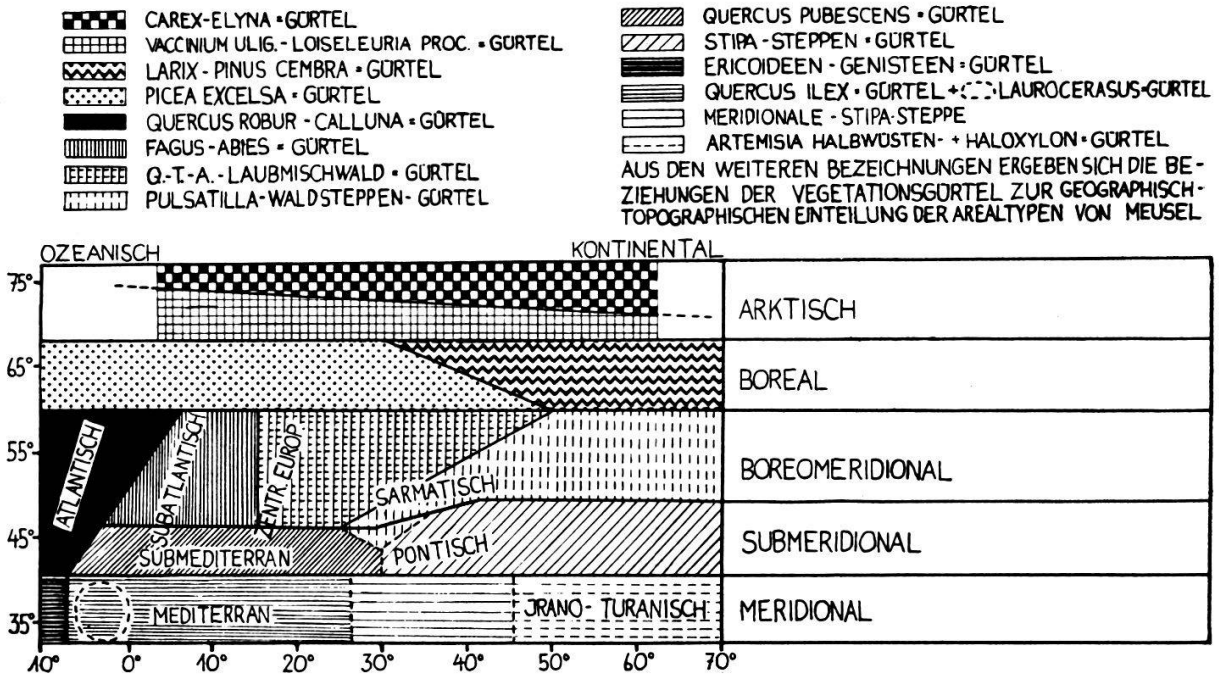 CAREX-ELYNA=GÜRTEL
VACCINIUM ULIG.-LOISELEURIA PROC.=GÜRTEL
LARIX-PINUS CEMBRA=GÜRTEL
PICEA EXCELSA=GÜRTEL
QUERCUS ROBUR-CALLUNA=GÜRTEL
FAGUS-ABIES=GÜRTEL
Q.-T.-A.-LAUBMISCHWALD=GÜRTEL
PULSATILLA-WALDSTEPPEN-GÜRTEL
QUERCUS PUBESCENS=GÜRTEL
STIPA-STEPPEN=GÜRTEL
ERICOIDEEN-GENISTEEN=GÜRTEL
QUERCUS ILEX=GÜRTEL + LAUROCERASUS=GÜRTEL
MERIDIONALE-STIPA-STEPPE
ARTEMISIA HALBWÜSTEN- + HALOXYLON=GÜRTEL
AUS DEN WEITEREN BEZEICHNUNGEN ERGEBEN SICH DIE BE-
ZIEHUNGEN DER VEGETATIONSGÜRTEL ZUR GEOGRAPHISCH-
TOPOGRAPHISCHEN EINTEILUNG DER AREALTYPEN VON MEUSEL
OZEANISCH KONTINENTAL
75°
ARKTISCH
65°
BOREAL
55°
ATLANTISCH
SUBATLANTISCH
ZENTR. EUROP
SARMATISCH
BOREOMERIDIONAL
45°
SUBMEDITERRAN
PONTISCH
SUBMERIDIONAL
35°
MEDITERRAN
JRANO-TURANISCH
MERIDIONAL
10° 0° 10° 20° 30° 40° 50° 60° 70°